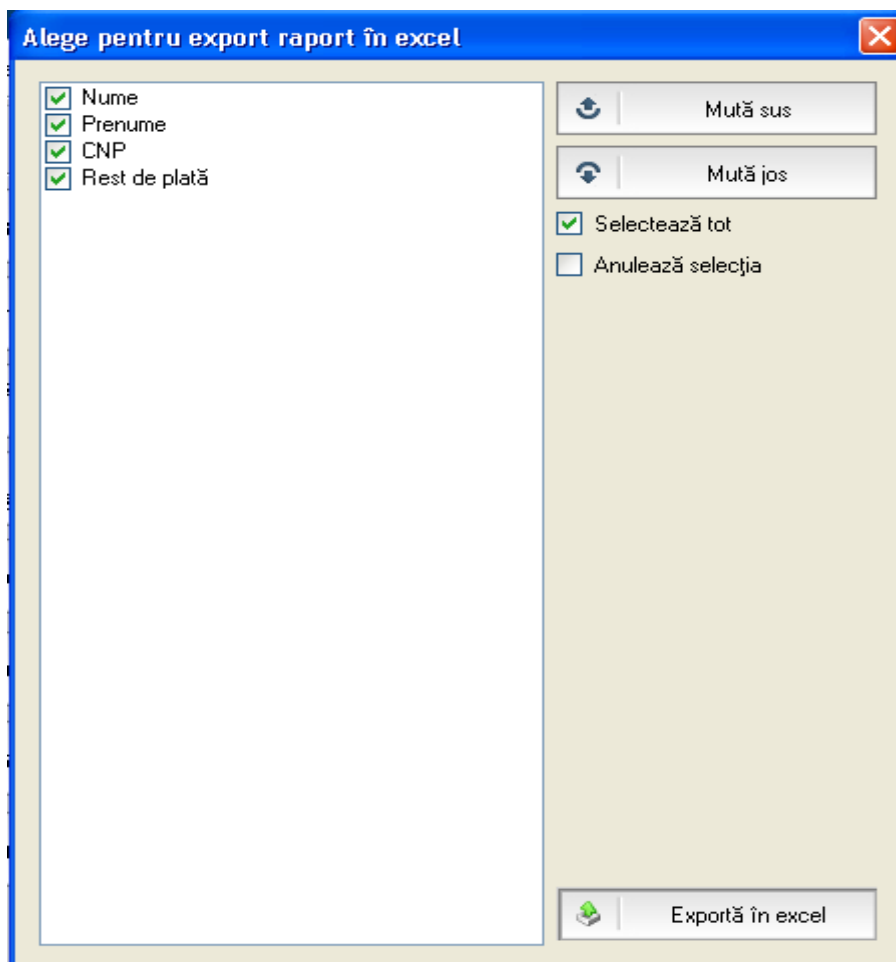 Alege pentru export raport în excel
Nume
Prenume
CNP
Rest de plată
Mută sus
Mută jos
Selectează tot
Anulează selecţia
Exportă în excel